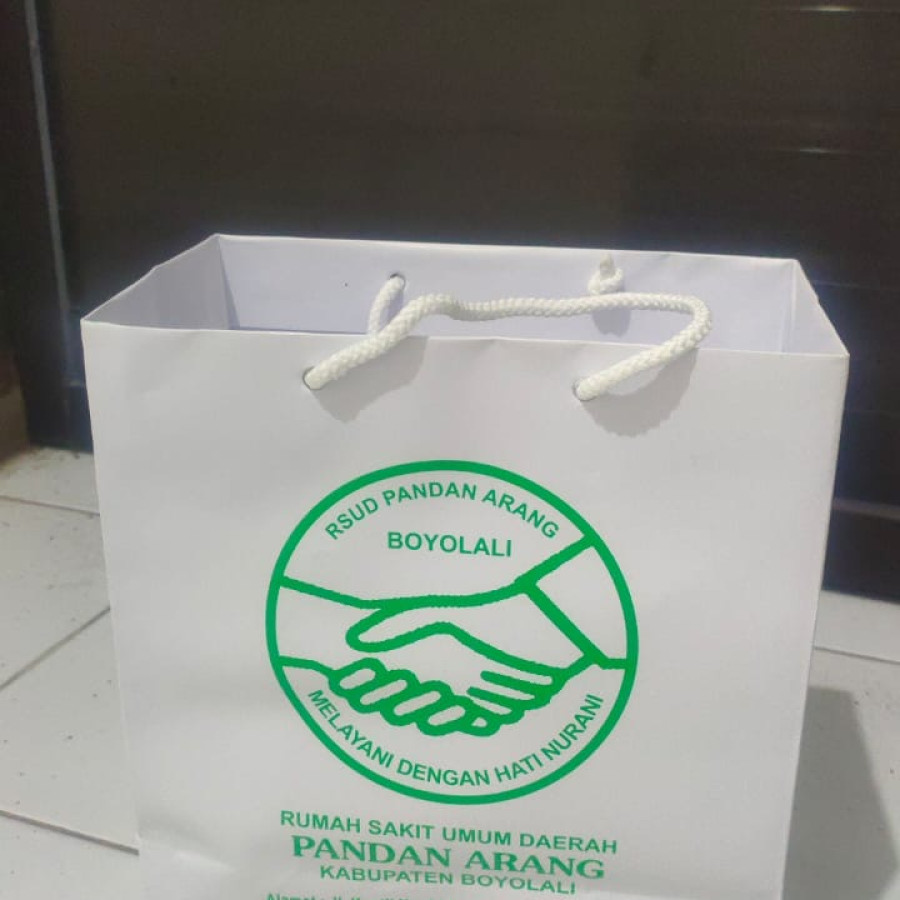 RSUD PANDAN ARANG
BOYOLALI
MELAYANI DENGAN HATI NURANI
RUMAH SAKIT UMUM DAERAH
PANDAN ARANG
KABUPATEN BOYOLALI